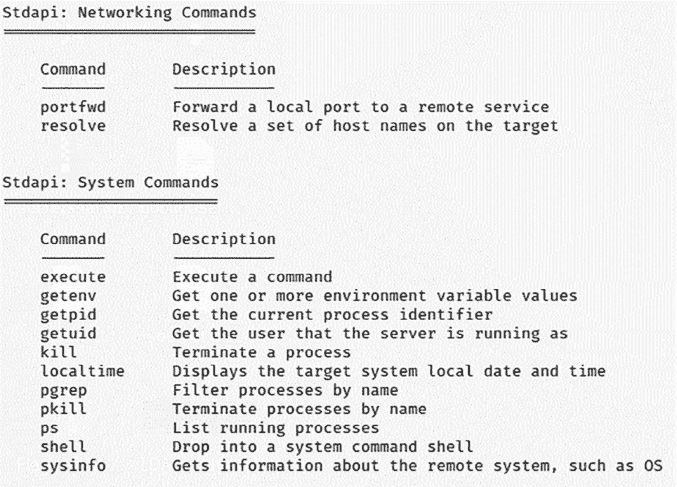 Stdapi: Networking Commands
Command Description
portfwd Forward a local port to a remote service
resolve Resolve a set of host names on the target
Stdapi: System Commands
Command Description
execute Execute a command
getenv Get one or more environment variable values
getpid Get the current process identifier
getuid Get the user that the server is running as
kill Terminate a process
localtime Displays the target system local date and time
pgrep Filter processes by name
pkill Terminate processes by name
ps List running processes
shell Drop into a system command shell
sysinfo Gets information about the remote system, such as OS